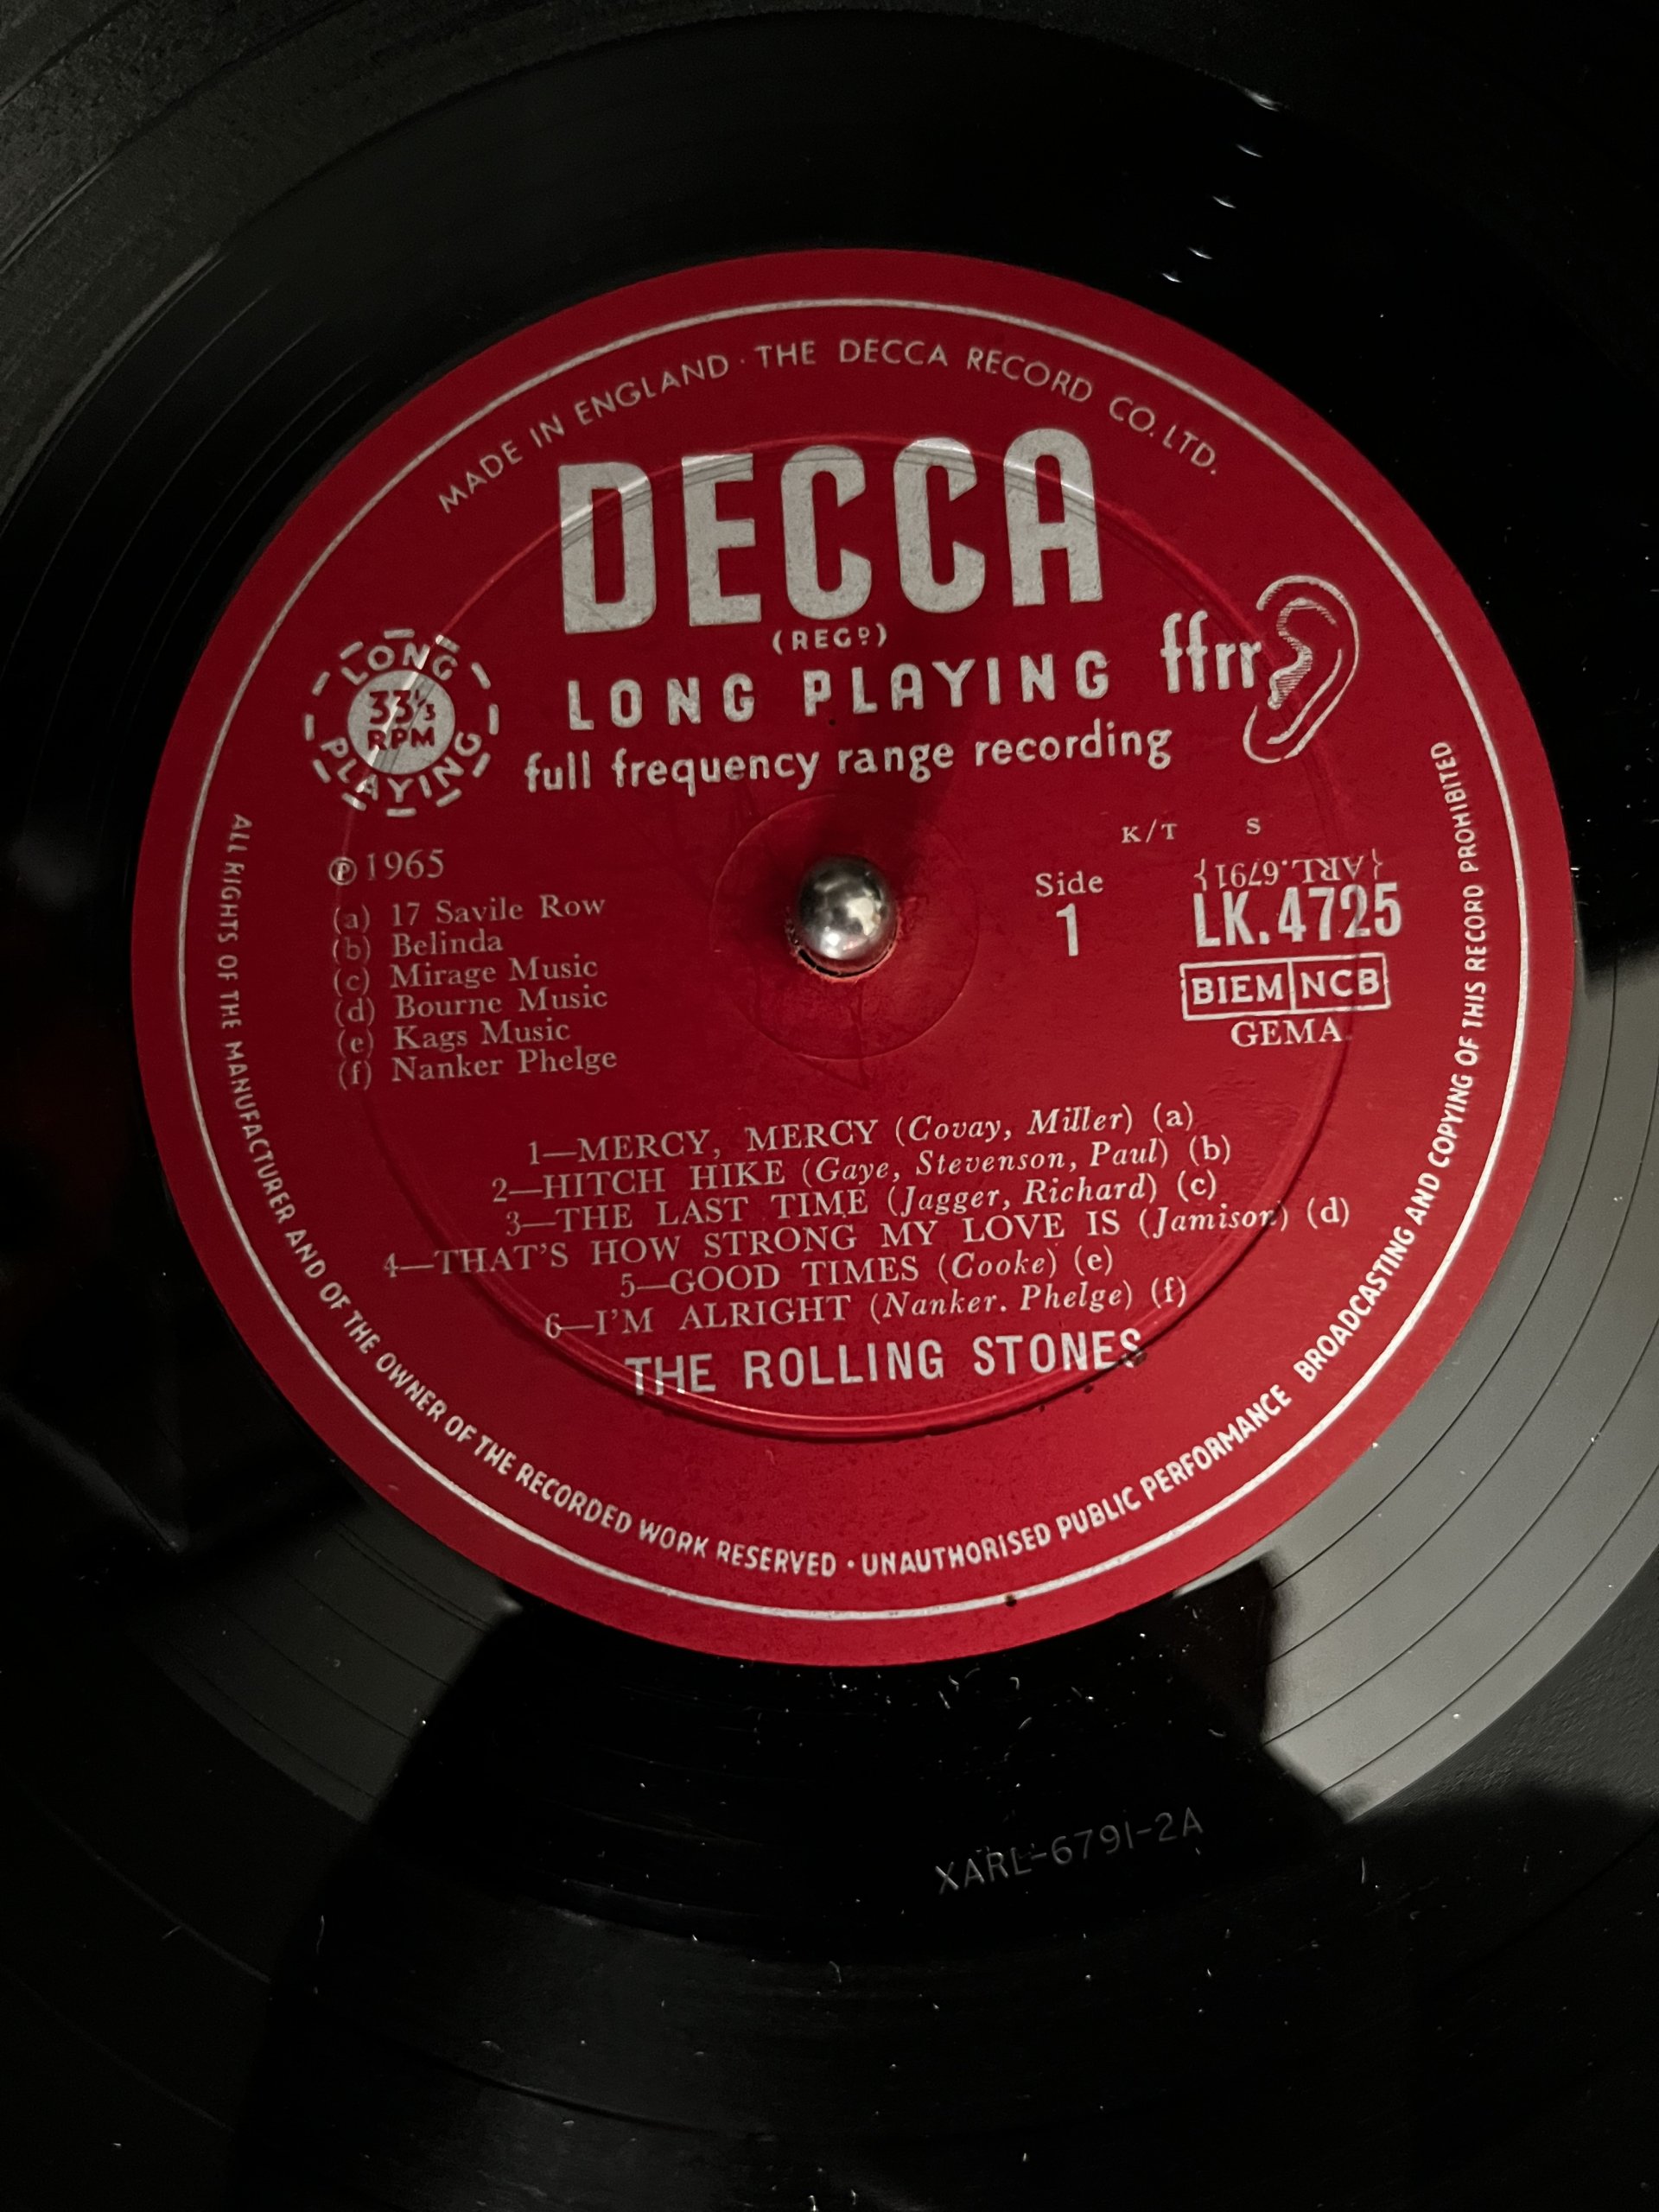 MADE IN ENGLAND · THE DECCA RECORD CO. LTD.
DECCA
(REGD)
LONG PLAYING
ffrr
full frequency range recording
LONG
33⅓
RPM
PLAYING
K/T S
℗ 1965
Side
1
{ARL.6791}
LK.4725
BIEM NCB
GEMA
(a) 17 Savile Row
(b) Belinda
(c) Mirage Music
(d) Bourne Music
(e) Kags Music
(f) Nanker Phelge
1—MERCY, MERCY (Covay, Miller) (a)
2—HITCH HIKE (Gaye, Stevenson, Paul) (b)
3—THE LAST TIME (Jagger, Richard) (c)
4—THAT'S HOW STRONG MY LOVE IS (Jamison) (d)
5—GOOD TIMES (Cooke) (e)
6—I'M ALRIGHT (Nanker. Phelge) (f)
THE ROLLING STONES
ALL RIGHTS OF THE MANUFACTURER AND OF THE OWNER OF THE RECORDED WORK RESERVED · UNAUTHORISED PUBLIC PERFORMANCE BROADCASTING AND COPYING OF THIS RECORD PROHIBITED
XARL-6791-2A